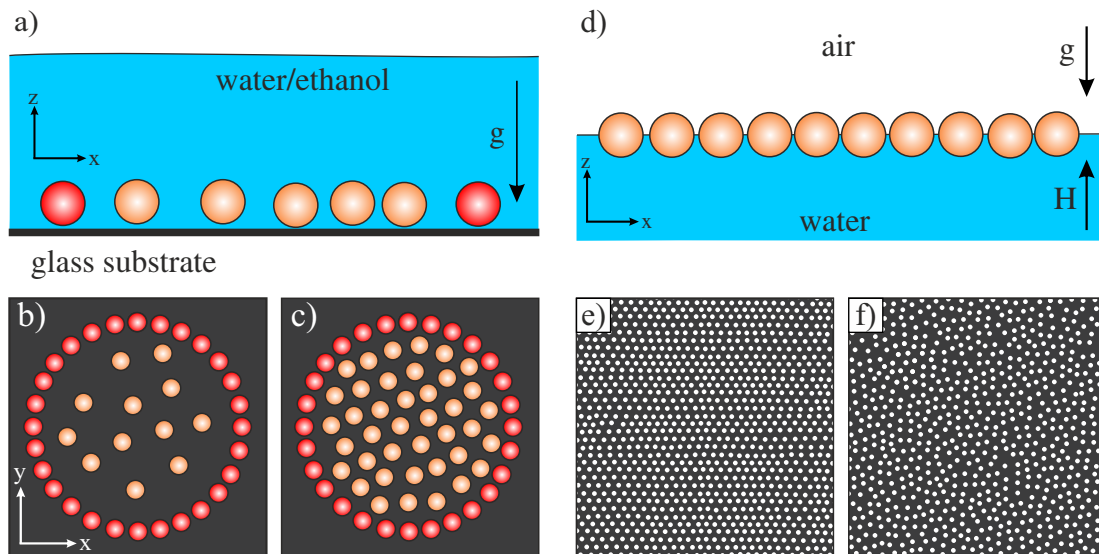 a)
water/ethanol
z
x
g
glass substrate
b)
y
x
c)
d)
air
g
z
x
water
H
e)
f)